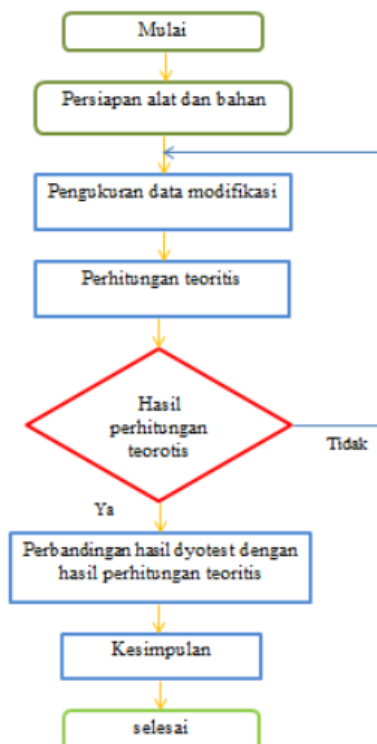 Mulai
Persiapan alat dan bahan
Pengukuran data modifikasi
Perhitungan teoritis
Hasil
perhitungan
teorotis
Tidak
Ya
Perbandingan hasil dyotest dengan
hasil perhitungan teoritis
Kesimpulan
selesai